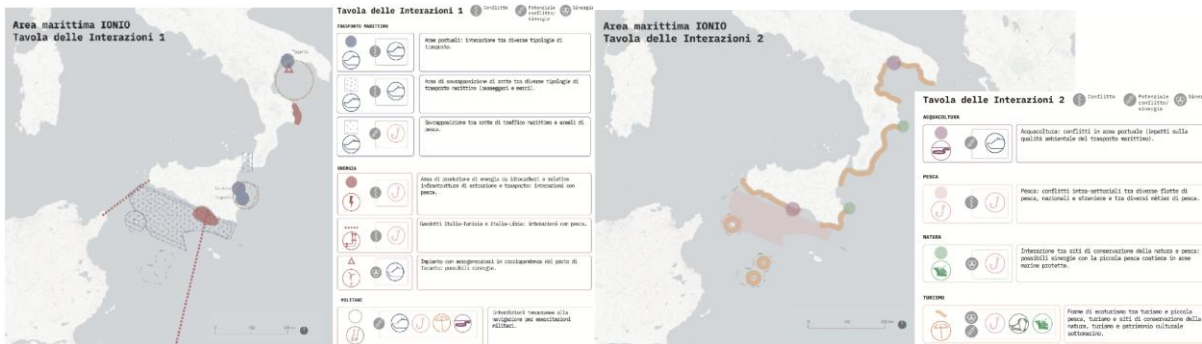 Area marittima IONIO
Tavola delle Interazioni 1
Taranto
Tavola delle Interazioni 1
Conflitto
Potenziale
conflitto/
sinergia
Sinergia
TRASPORTO MARITTIMO
Aree portuali: interazione tra diverse tipologie di
trasporto.
Area di sovrapposizione di rotte tra diverse tipologie di
trasporto marittimo (passeggeri e merci).
Sovrapposizione tra rotte di traffico marittimo e areali di
pesca.
ENERGIA
Area di produzione di energia da idrocarburi e relative
infrastrutture di estrazione e trasporto: interazioni con
pesca.
Gasdotti Italia-Tunisia e Italia-Libia: interazioni con pesca.
Impianto con aerogeneratori in corrispondenza del porto di
Taranto: possibili sinergie.
MILITARE
Interdizioni temporanee alla
navigazione per esercitazioni
militari.
Area marittima IONIO
Tavola delle Interazioni 2
Tavola delle Interazioni 2
Conflitto
Potenziale
conflitto/
sinergia
ACQUACOLTURA
Acquacoltura: conflitti in area portuale (impatti sulla
qualità ambientale del trasporto marittimo).
PESCA
Pesca: conflitti intra-settoriali tra diverse flotte di
pesca, nazionali e straniere e tra diversi métier di pesca.
NATURA
Interazione tra siti di conservazione della natura e pesca:
possibili sinergie con la piccola pesca costiera in aree
marine protette.
TURISMO
Forme di ecoturismo tra turismo e piccola
pesca, turismo e siti di conservazione della
natura, turismo e patrimonio culturale
sottomarino.